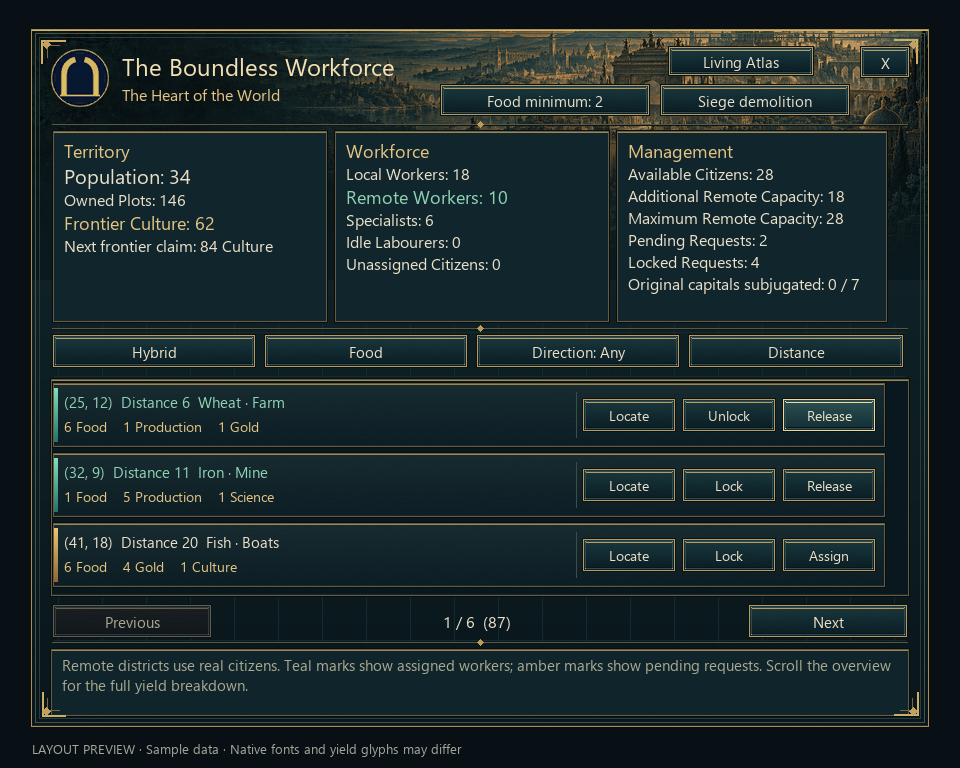 The Boundless Workforce
The Heart of the World
Living Atlas
X
Food minimum: 2
Siege demolition
Territory
Population: 34
Owned Plots: 146
Frontier Culture: 62
Next frontier claim: 84 Culture
Workforce
Local Workers: 18
Remote Workers: 10
Specialists: 6
Idle Labourers: 0
Unassigned Citizens: 0
Management
Available Citizens: 28
Additional Remote Capacity: 18
Maximum Remote Capacity: 28
Pending Requests: 2
Locked Requests: 4
Original capitals subjugated: 0 / 7
Hybrid
Food
Direction: Any
Distance
(25, 12) Distance 6 Wheat · Farm
6 Food 1 Production 1 Gold
Locate
Unlock
Release
(32, 9) Distance 11 Iron · Mine
1 Food 5 Production 1 Science
Locate
Lock
Release
(41, 18) Distance 20 Fish · Boats
6 Food 4 Gold 1 Culture
Locate
Lock
Assign
Previous
1 / 6 (87)
Next
Remote districts use real citizens. Teal marks show assigned workers; amber marks show pending requests. Scroll the overview
for the full yield breakdown.
LAYOUT PREVIEW · Sample data · Native fonts and yield glyphs may differ